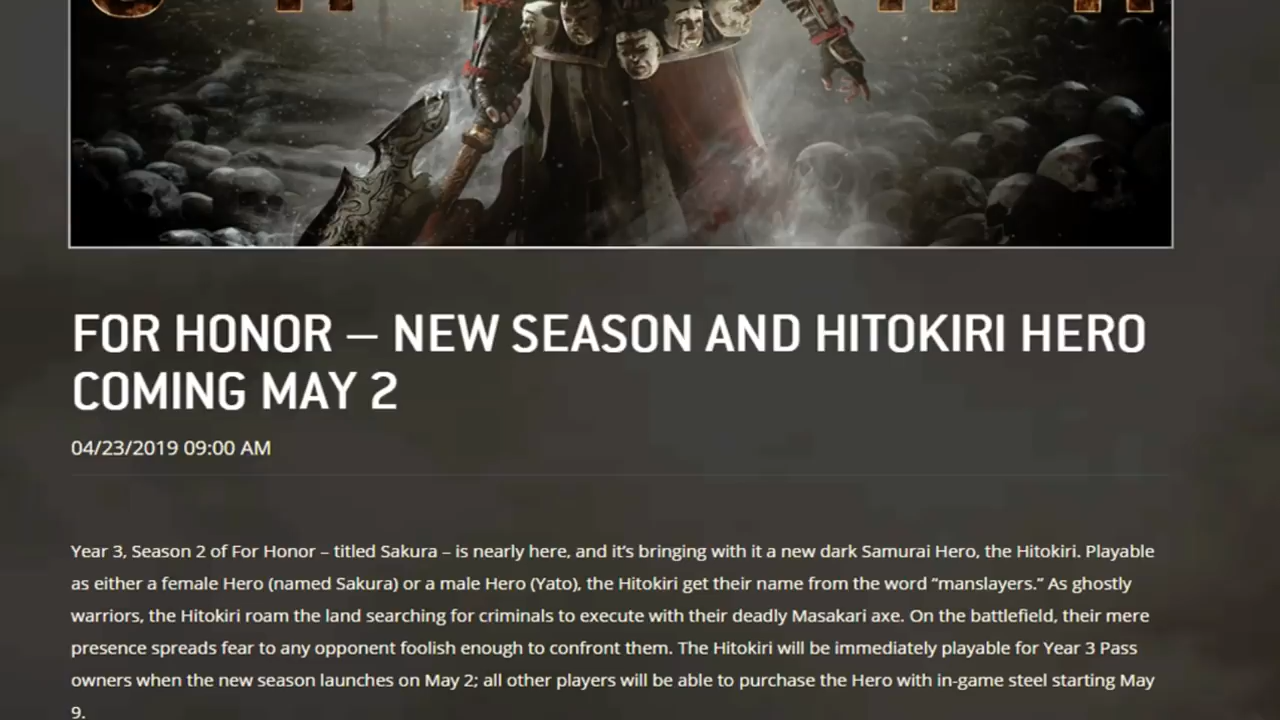 FOR HONOR – NEW SEASON AND HITOKIRI HERO
COMING MAY 2
04/23/2019 09:00 AM
Year 3, Season 2 of For Honor – titled Sakura – is nearly here, and it’s bringing with it a new dark Samurai Hero, the Hitokiri. Playable
as either a female Hero (named Sakura) or a male Hero (Yato), the Hitokiri get their name from the word “manslayers.” As ghostly
warriors, the Hitokiri roam the land searching for criminals to execute with their deadly Masakari axe. On the battlefield, their mere
presence spreads fear to any opponent foolish enough to confront them. The Hitokiri will be immediately playable for Year 3 Pass
owners when the new season launches on May 2; all other players will be able to purchase the Hero with in-game steel starting May
9.